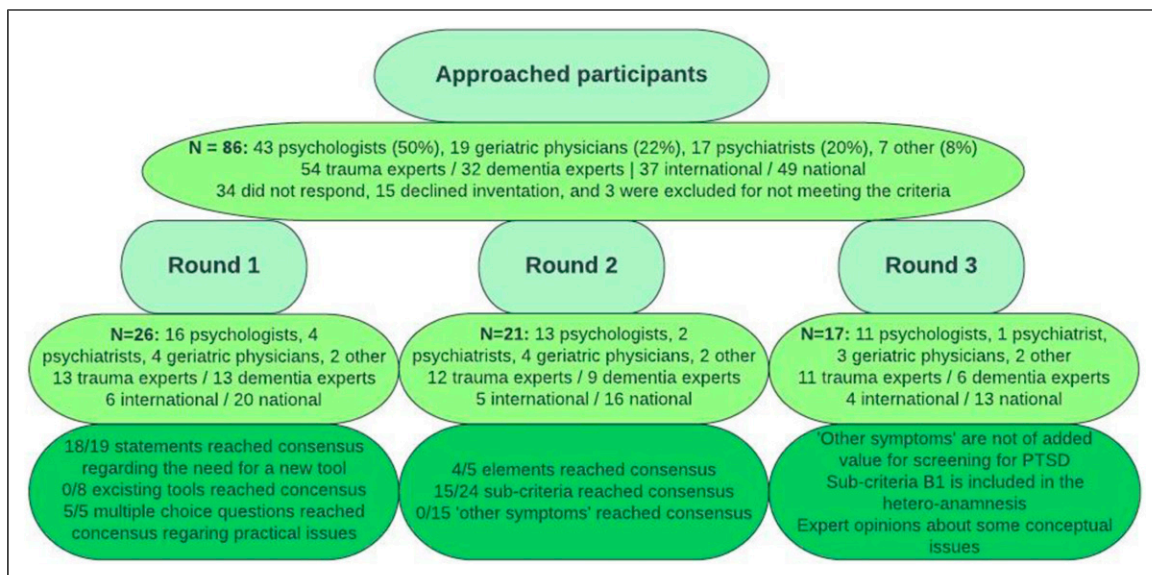 Approached participants
N = 86: 43 psychologists (50%), 19 geriatric physicians (22%), 17 psychiatrists (20%), 7 other (8%)
54 trauma experts / 32 dementia experts | 37 international / 49 national
34 did not respond, 15 declined inventation, and 3 were excluded for not meeting the criteria
Round 1
N=26: 16 psychologists, 4
psychiatrists, 4 geriatric physicians, 2 other
13 trauma experts / 13 dementia experts
6 international / 20 national
18/19 statements reached consensus
regarding the need for a new tool
0/8 excisting tools reached concensus
5/5 multiple choice questions reached
concensus regaring practical issues
Round 2
N=21: 13 psychologists, 2
psychiatrists, 4 geriatric physicians, 2 other
12 trauma experts / 9 dementia experts
5 international / 16 national
4/5 elements reached consensus
15/24 sub-criteria reached consensus
0/15 'other symptoms' reached consensus
Round 3
N=17: 11 psychologists, 1 psychiatrist,
3 geriatric physicians, 2 other
11 trauma experts / 6 dementia experts
4 international / 13 national
'Other symptoms' are not of added
value for screening for PTSD
Sub-criteria B1 is included in the
hetero-anamnesis
Expert opinions about some conceptual
issues